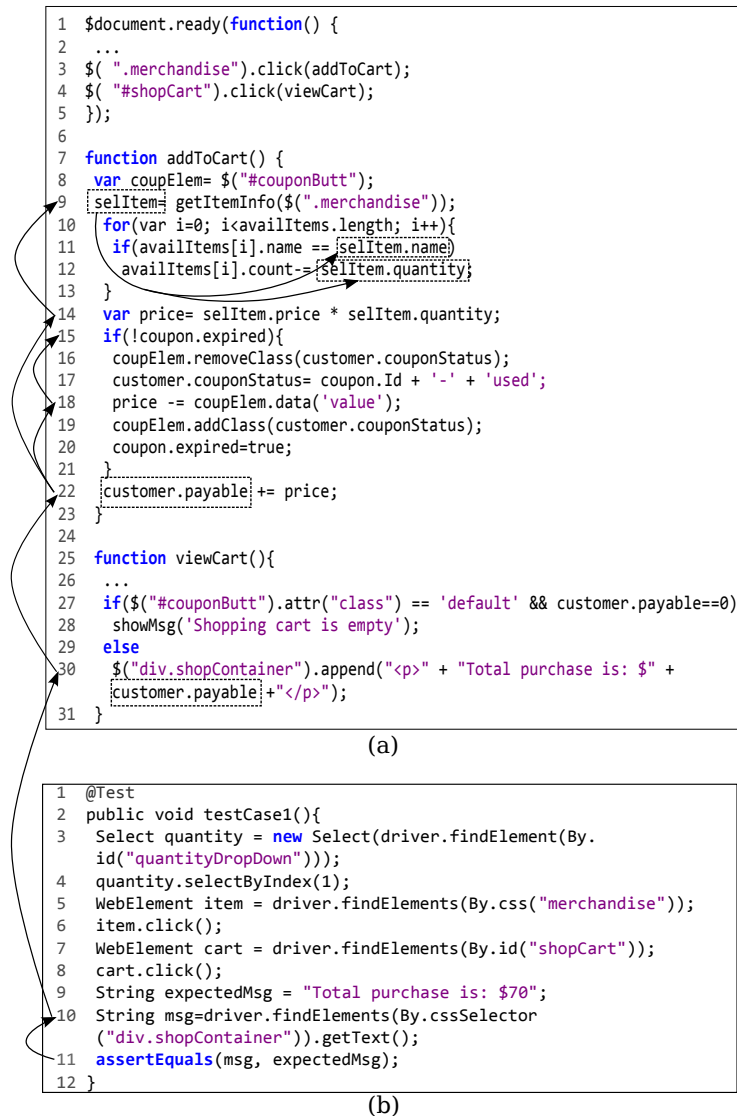 1 $document.ready(function() {
2 ...
3 $( ".merchandise").click(addToCart);
4 $( "#shopCart").click(viewCart);
5 });
6
7 function addToCart() {
8 var coupElem= $("#couponButt");
9 selItem= getItemInfo($(".merchandise"));
10 for(var i=0; i<availItems.length; i++){
11 if(availItems[i].name == selItem.name)
12 availItems[i].count-= selItem.quantity;
13 }
14 var price= selItem.price * selItem.quantity;
15 if(!coupon.expired){
16 coupElem.removeClass(customer.couponStatus);
17 customer.couponStatus= coupon.Id + '-' + 'used';
18 price -= coupElem.data('value');
19 coupElem.addClass(customer.couponStatus);
20 coupon.expired=true;
21 }
22 customer.payable += price;
23 }
24
25 function viewCart(){
26 ...
27 if($("#couponButt").attr("class") == 'default' && customer.payable==0)
28 showMsg('Shopping cart is empty');
29 else
30 $("div.shopContainer").append("<p>" + "Total purchase is: $" +
customer.payable +"</p>");
31 }
(a)
1 @Test
2 public void testCase1(){
3 Select quantity = new Select(driver.findElement(By.
id("quantityDropDown")));
4 quantity.selectByIndex(1);
5 WebElement item = driver.findElements(By.css("merchandise"));
6 item.click();
7 WebElement cart = driver.findElements(By.id("shopCart"));
8 cart.click();
9 String expectedMsg = "Total purchase is: $70";
10 String msg=driver.findElements(By.cssSelector
("div.shopContainer")).getText();
11 assertEquals(msg, expectedMsg);
12 }
(b)